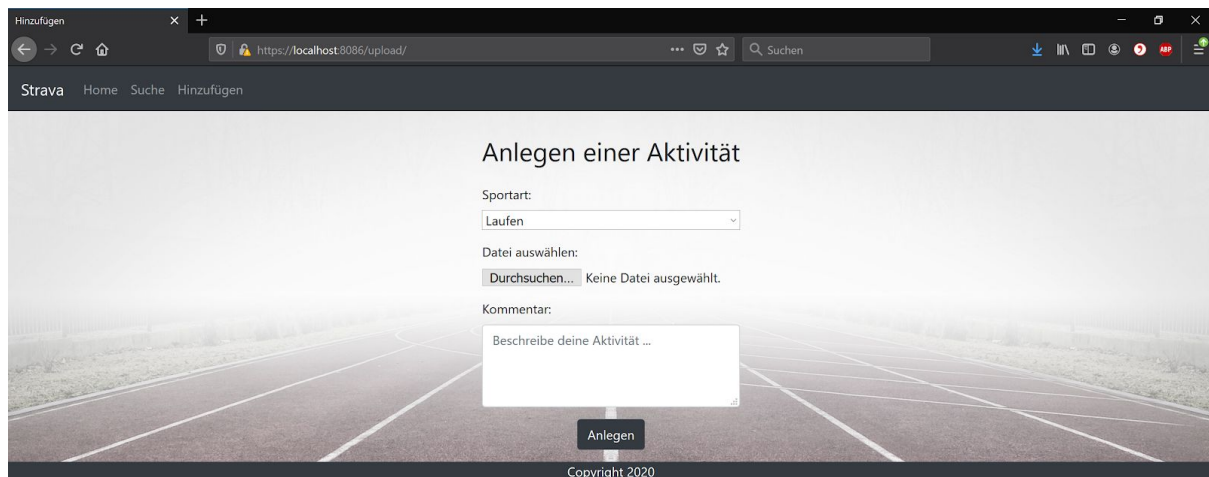 Hinzufügen
https://localhost:8086/upload/
Suchen
ABP
Strava Home Suche Hinzufügen
Anlegen einer Aktivität
Sportart:
Laufen
Datei auswählen:
Durchsuchen... Keine Datei ausgewählt.
Kommentar:
Beschreibe deine Aktivität ...
Anlegen
Copyright 2020